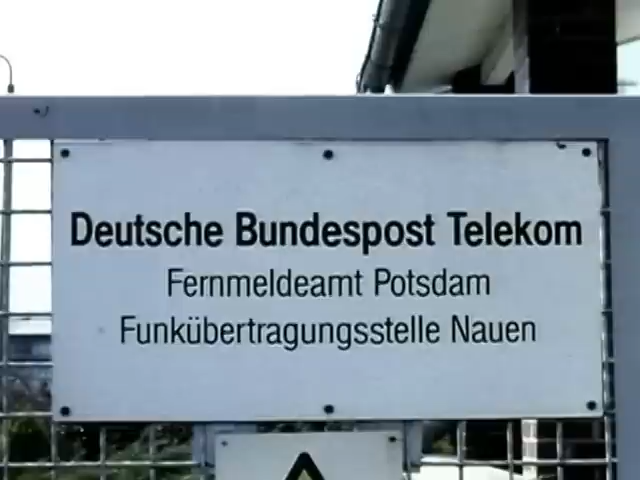 Deutsche Bundespost Telekom
Fernmeldeamt Potsdam
Funkübertragungsstelle Nauen